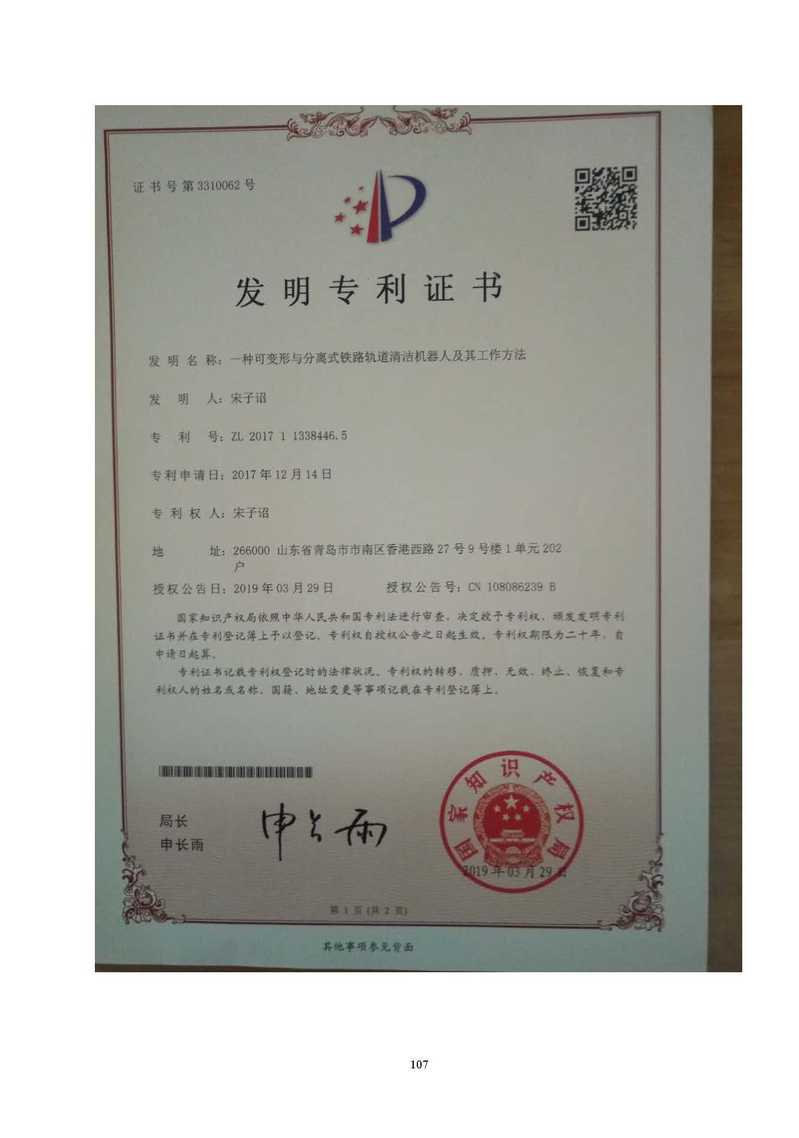 证书号第3310062号
发明专利证书
发明名称：一种可变形与分离式铁路轨道清洁机器人及其工作方法
发明人：宋子诏
专利号：ZL 2017 1 1338446.5
专利申请日：2017年12月14日
专利权人：宋子诏
地址：266000 山东省青岛市市南区香港西路27号9号楼1单元202
户
授权公告日：2019年03月29日 授权公告号：CN 108086239 B
国家知识产权局依照中华人民共和国专利法进行审查，决定授予专利权，颁发发明专利
证书并在专利登记簿上予以登记。专利权自授权公告之日起生效。专利权期限为二十年，自
申请日起算。
专利证书记载专利权登记时的法律状况。专利权的转移、质押、无效、终止、恢复和专
利权人的姓名或名称、国籍、地址变更等事项记载在专利登记簿上。
局长
申长雨
申长雨
国家知识产权局
2019年03月29日
第 1 页 (共 2 页)
其他事项参见背面
107